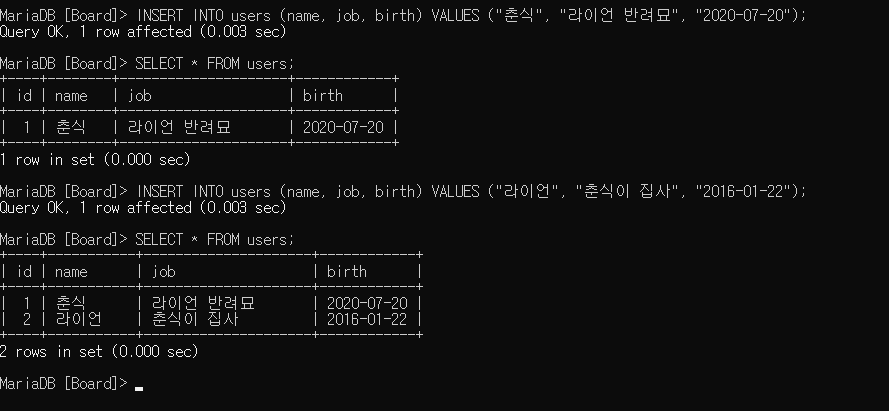 MariaDB [Board]> INSERT INTO users (name, job, birth) VALUES ("춘식", "라이언 반려묘", "2020-07-20");
Query OK, 1 row affected (0.003 sec)
MariaDB [Board]> SELECT * FROM users;
+----+--------+---------------------+------------+
| id | name   | job                 | birth      |
+----+--------+---------------------+------------+
|  1 | 춘식   | 라이언 반려묘       | 2020-07-20 |
+----+--------+---------------------+------------+
1 row in set (0.000 sec)
MariaDB [Board]> INSERT INTO users (name, job, birth) VALUES ("라이언", "춘식이 집사", "2016-01-22");
Query OK, 1 row affected (0.003 sec)
MariaDB [Board]> SELECT * FROM users;
+----+-----------+---------------------+------------+
| id | name      | job                 | birth      |
+----+-----------+---------------------+------------+
|  1 | 춘식      | 라이언 반려묘       | 2020-07-20 |
|  2 | 라이언    | 춘식이 집사         | 2016-01-22 |
+----+-----------+---------------------+------------+
2 rows in set (0.000 sec)
MariaDB [Board]> _